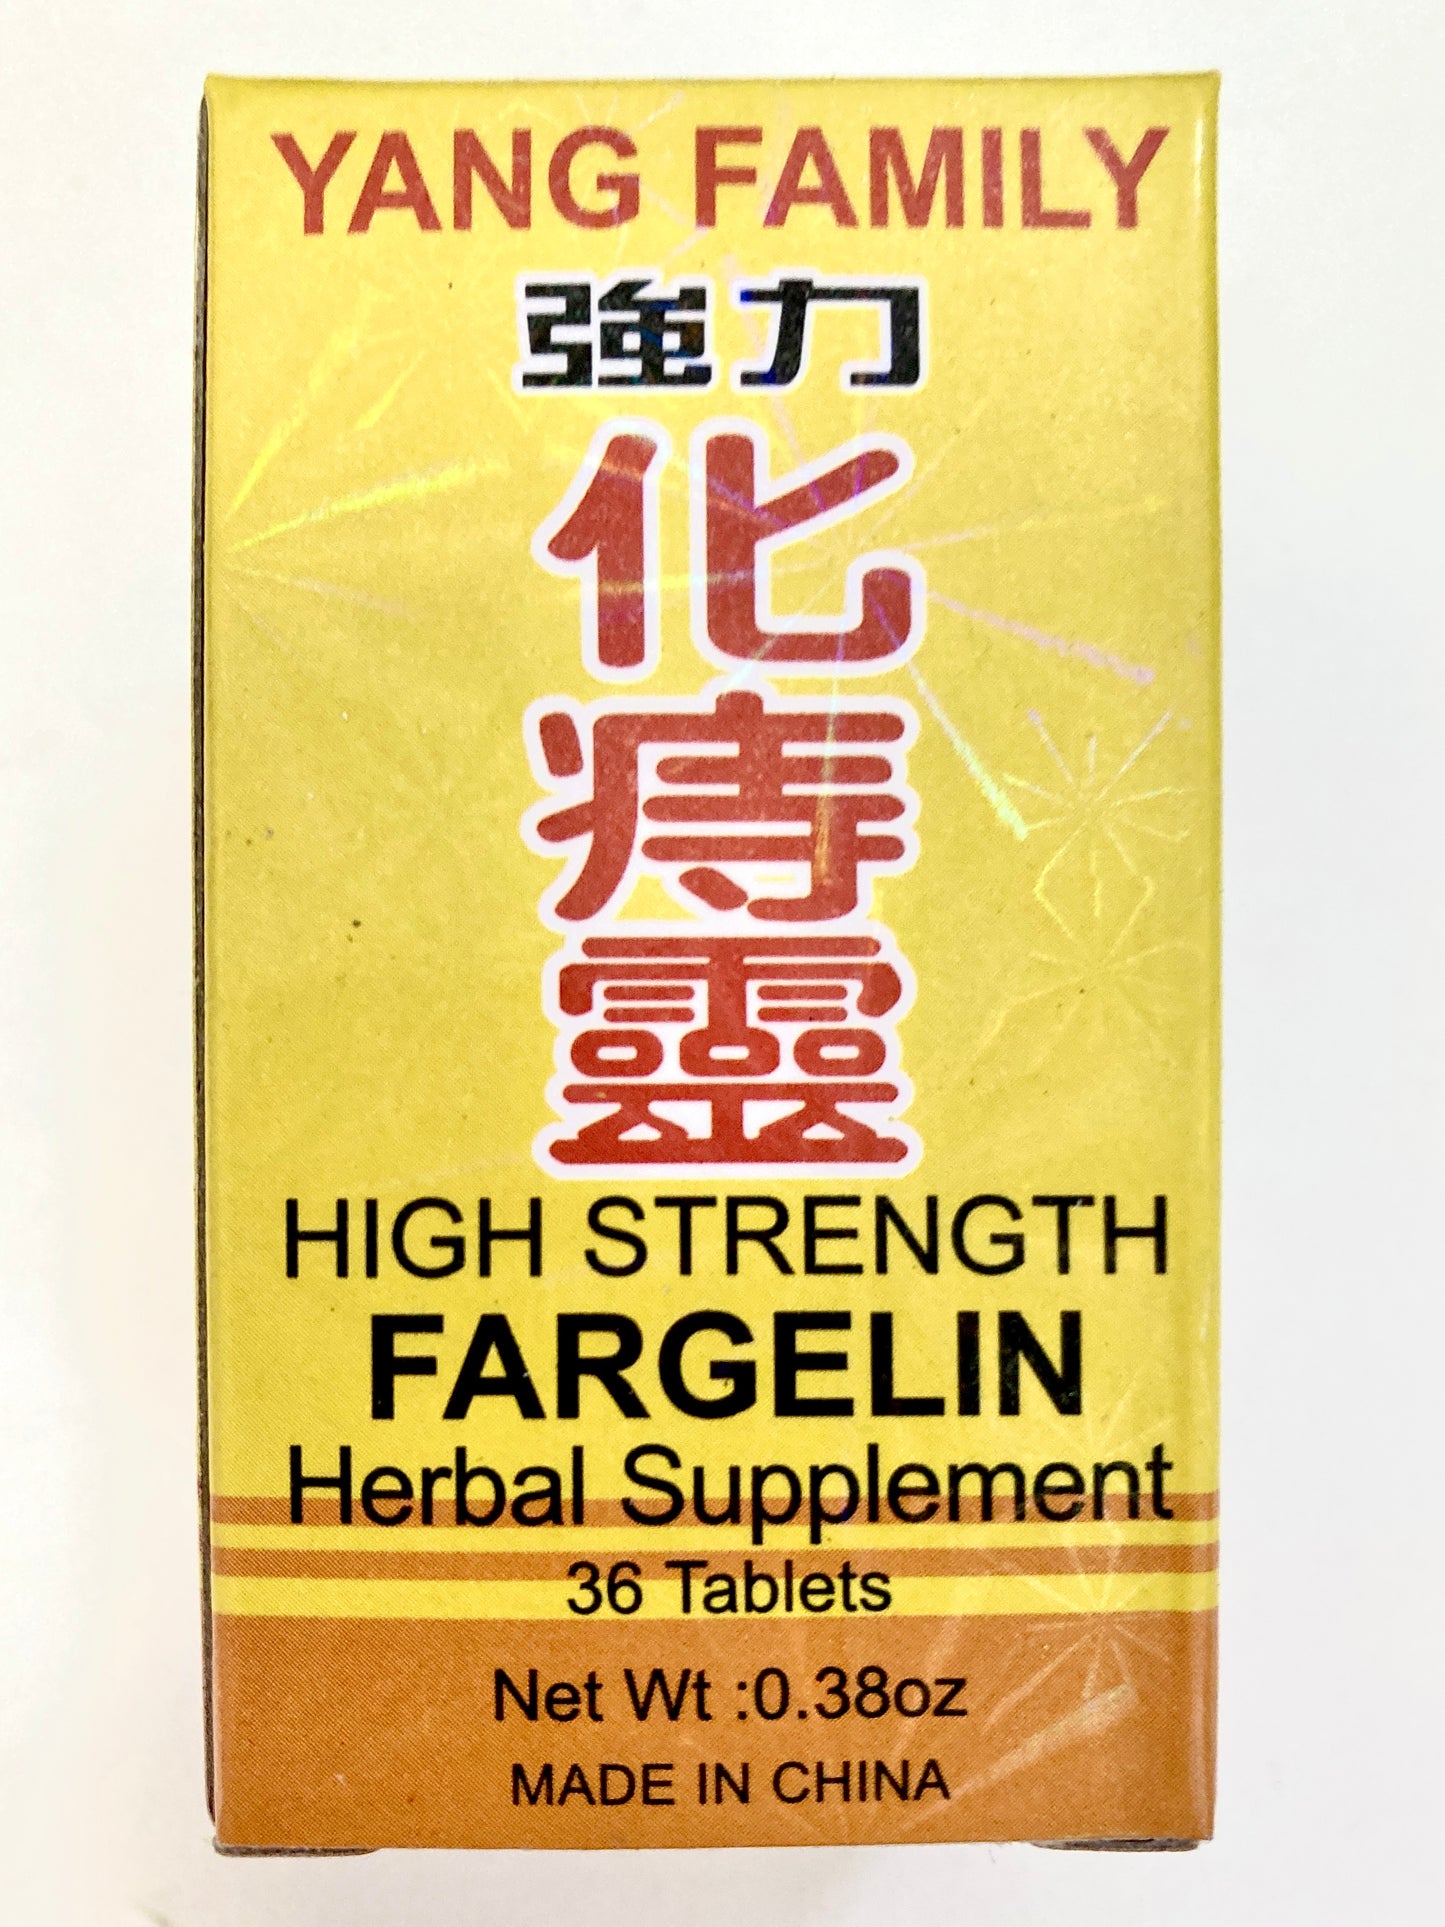 YANG FAMILY
強力
化
痔
靈
HIGH STRENGTH
FARGELIN
Herbal Supplement
36 Tablets
Net Wt :0.38oz
MADE IN CHINA